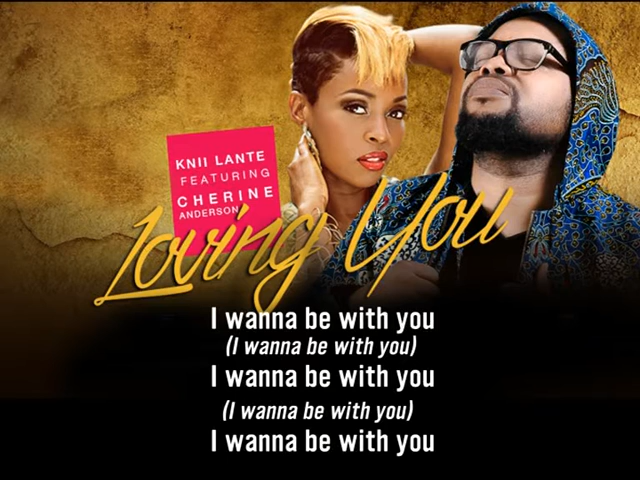 KNII LANTE
FEATURING
CHERINE
ANDERSON
Loving You
I wanna be with you
(I wanna be with you)
I wanna be with you
(I wanna be with you)
I wanna be with you